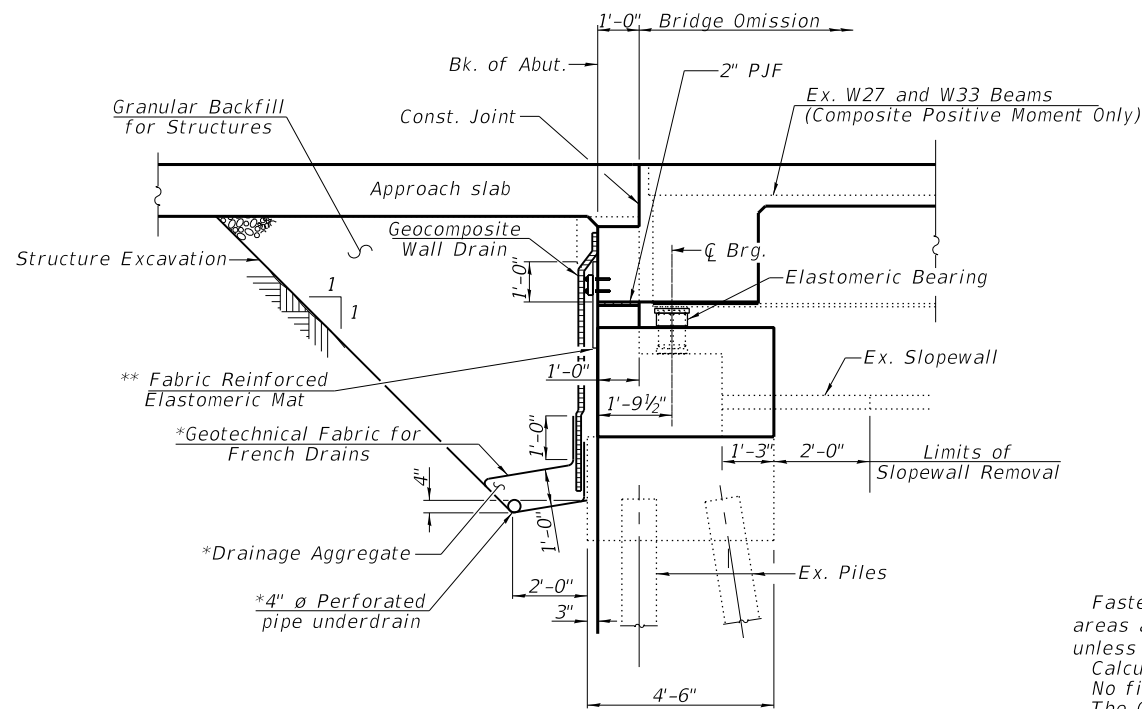 1'-0"
Bridge Omission
Bk. of Abut.
2" PJF
Granular Backfill
for Structures
Const. Joint
Ex. W27 and W33 Beams
(Composite Positive Moment Only)
Approach slab
Geocomposite
Wall Drain
℄ Brg.
Structure Excavation
Elastomeric Bearing
1'-0"
1
1
** Fabric Reinforced
Elastomeric Mat
1'-0"
Ex. Slopewall
1'-9½"
*Geotechnical Fabric for
French Drains
1'-0"
1'-3"
2'-0"
Limits of
Slopewall Removal
4"
*Drainage Aggregate
1'-0"
Ex. Piles
2'-0"
*4" ø Perforated
pipe underdrain
3"
4'-6"
Faste
areas a
unless
Calcu
No fi
The